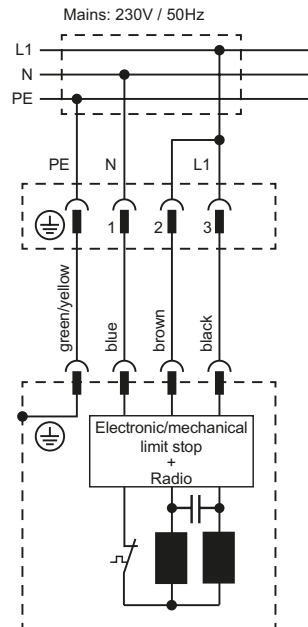 Mains: 230V / 50Hz
L1
N
PE
PE N L1
1 2 3
green/yellow
blue
brown
black
Electronic/mechanical
limit stop
+
Radio